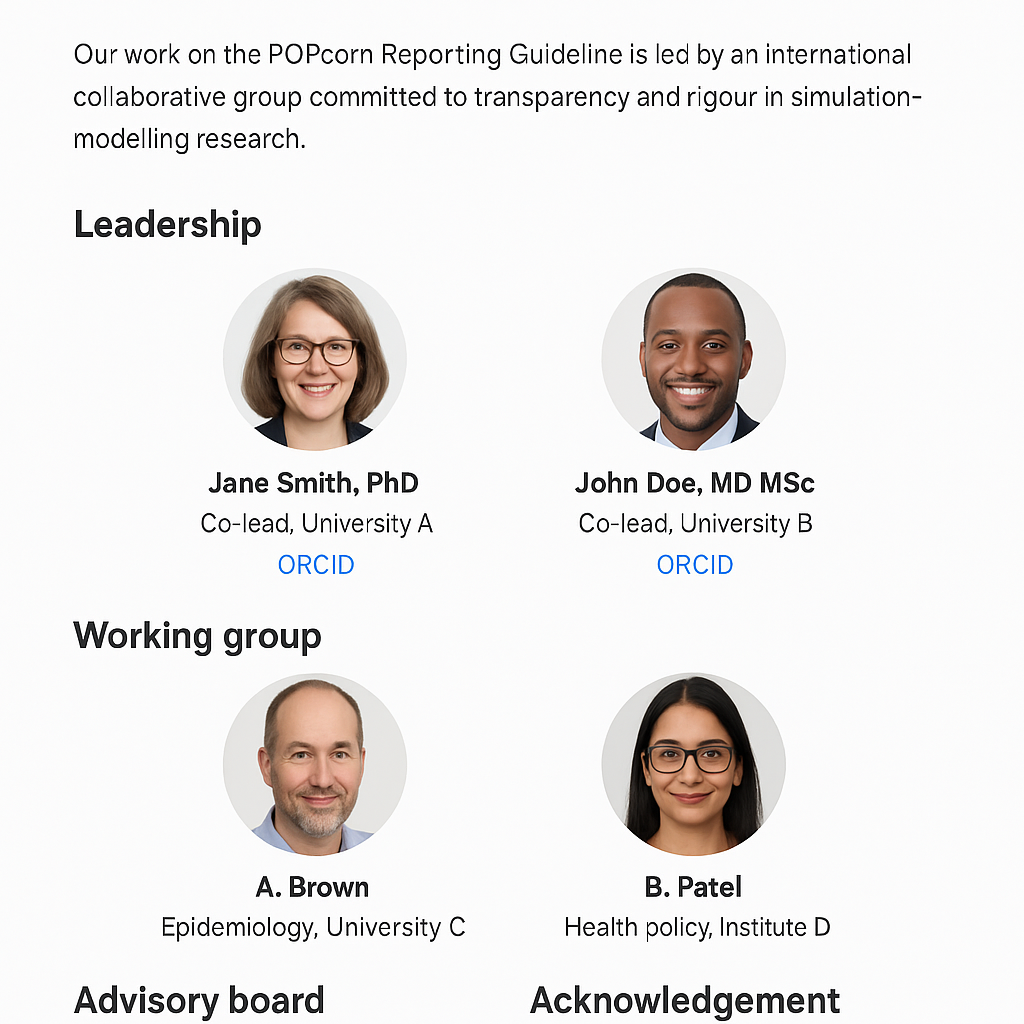 Our work on the POPcorn Reporting Guideline is led by an international
collaborative group committed to transparency and rigour in simulation-
modelling research.
Leadership
Jane Smith, PhD
Co-lead, University A
ORCID
John Doe, MD MSc
Co-lead, University B
ORCID
Working group
A. Brown
Epidemiology, University C
B. Patel
Health policy, Institute D
Advisory board
Acknowledgement